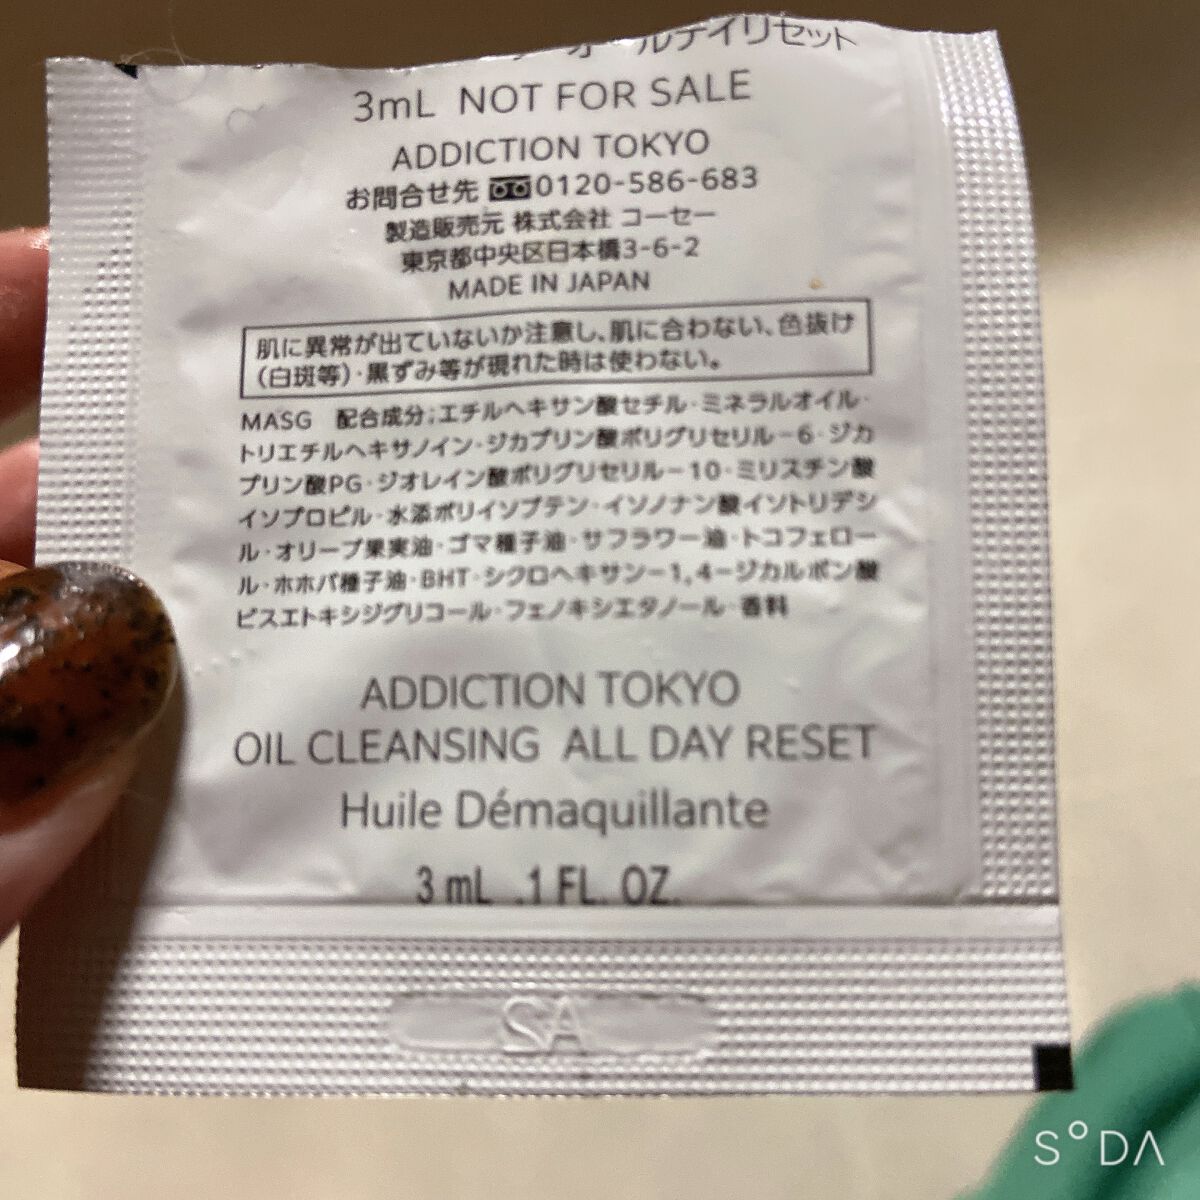 オールデイリセット
3mL NOT FOR SALE
ADDICTION TOKYO
お問合せ先 0120-586-683
製造販売元 株式会社 コーセー
東京都中央区日本橋3-6-2
MADE IN JAPAN
肌に異常が出ていないか注意し、肌に合わない、色抜け
(白斑等)・黒ずみ等が現れた時は使わない。
MASG 配合成分;エチルヘキサン酸セチル・ミネラルオイル・
トリエチルヘキサノイン・ジカプリン酸ポリグリセリル-6・ジカ
プリン酸PG・ジオレイン酸ポリグリセリル-10・ミリスチン酸
イソプロピル・水添ポリイソブテン・イソノナン酸イソトリデシ
ル・オリーブ果実油・ゴマ種子油・サフラワー油・トコフェロー
ル・ホホバ種子油・BHT・シクロヘキサン-1,4-ジカルボン酸
ビスエトキシジグリコール・フェノキシエタノール・香料
ADDICTION TOKYO
OIL CLEANSING ALL DAY RESET
Huile Démaquillante
3 mL .1 FL. OZ.
SA
SODA